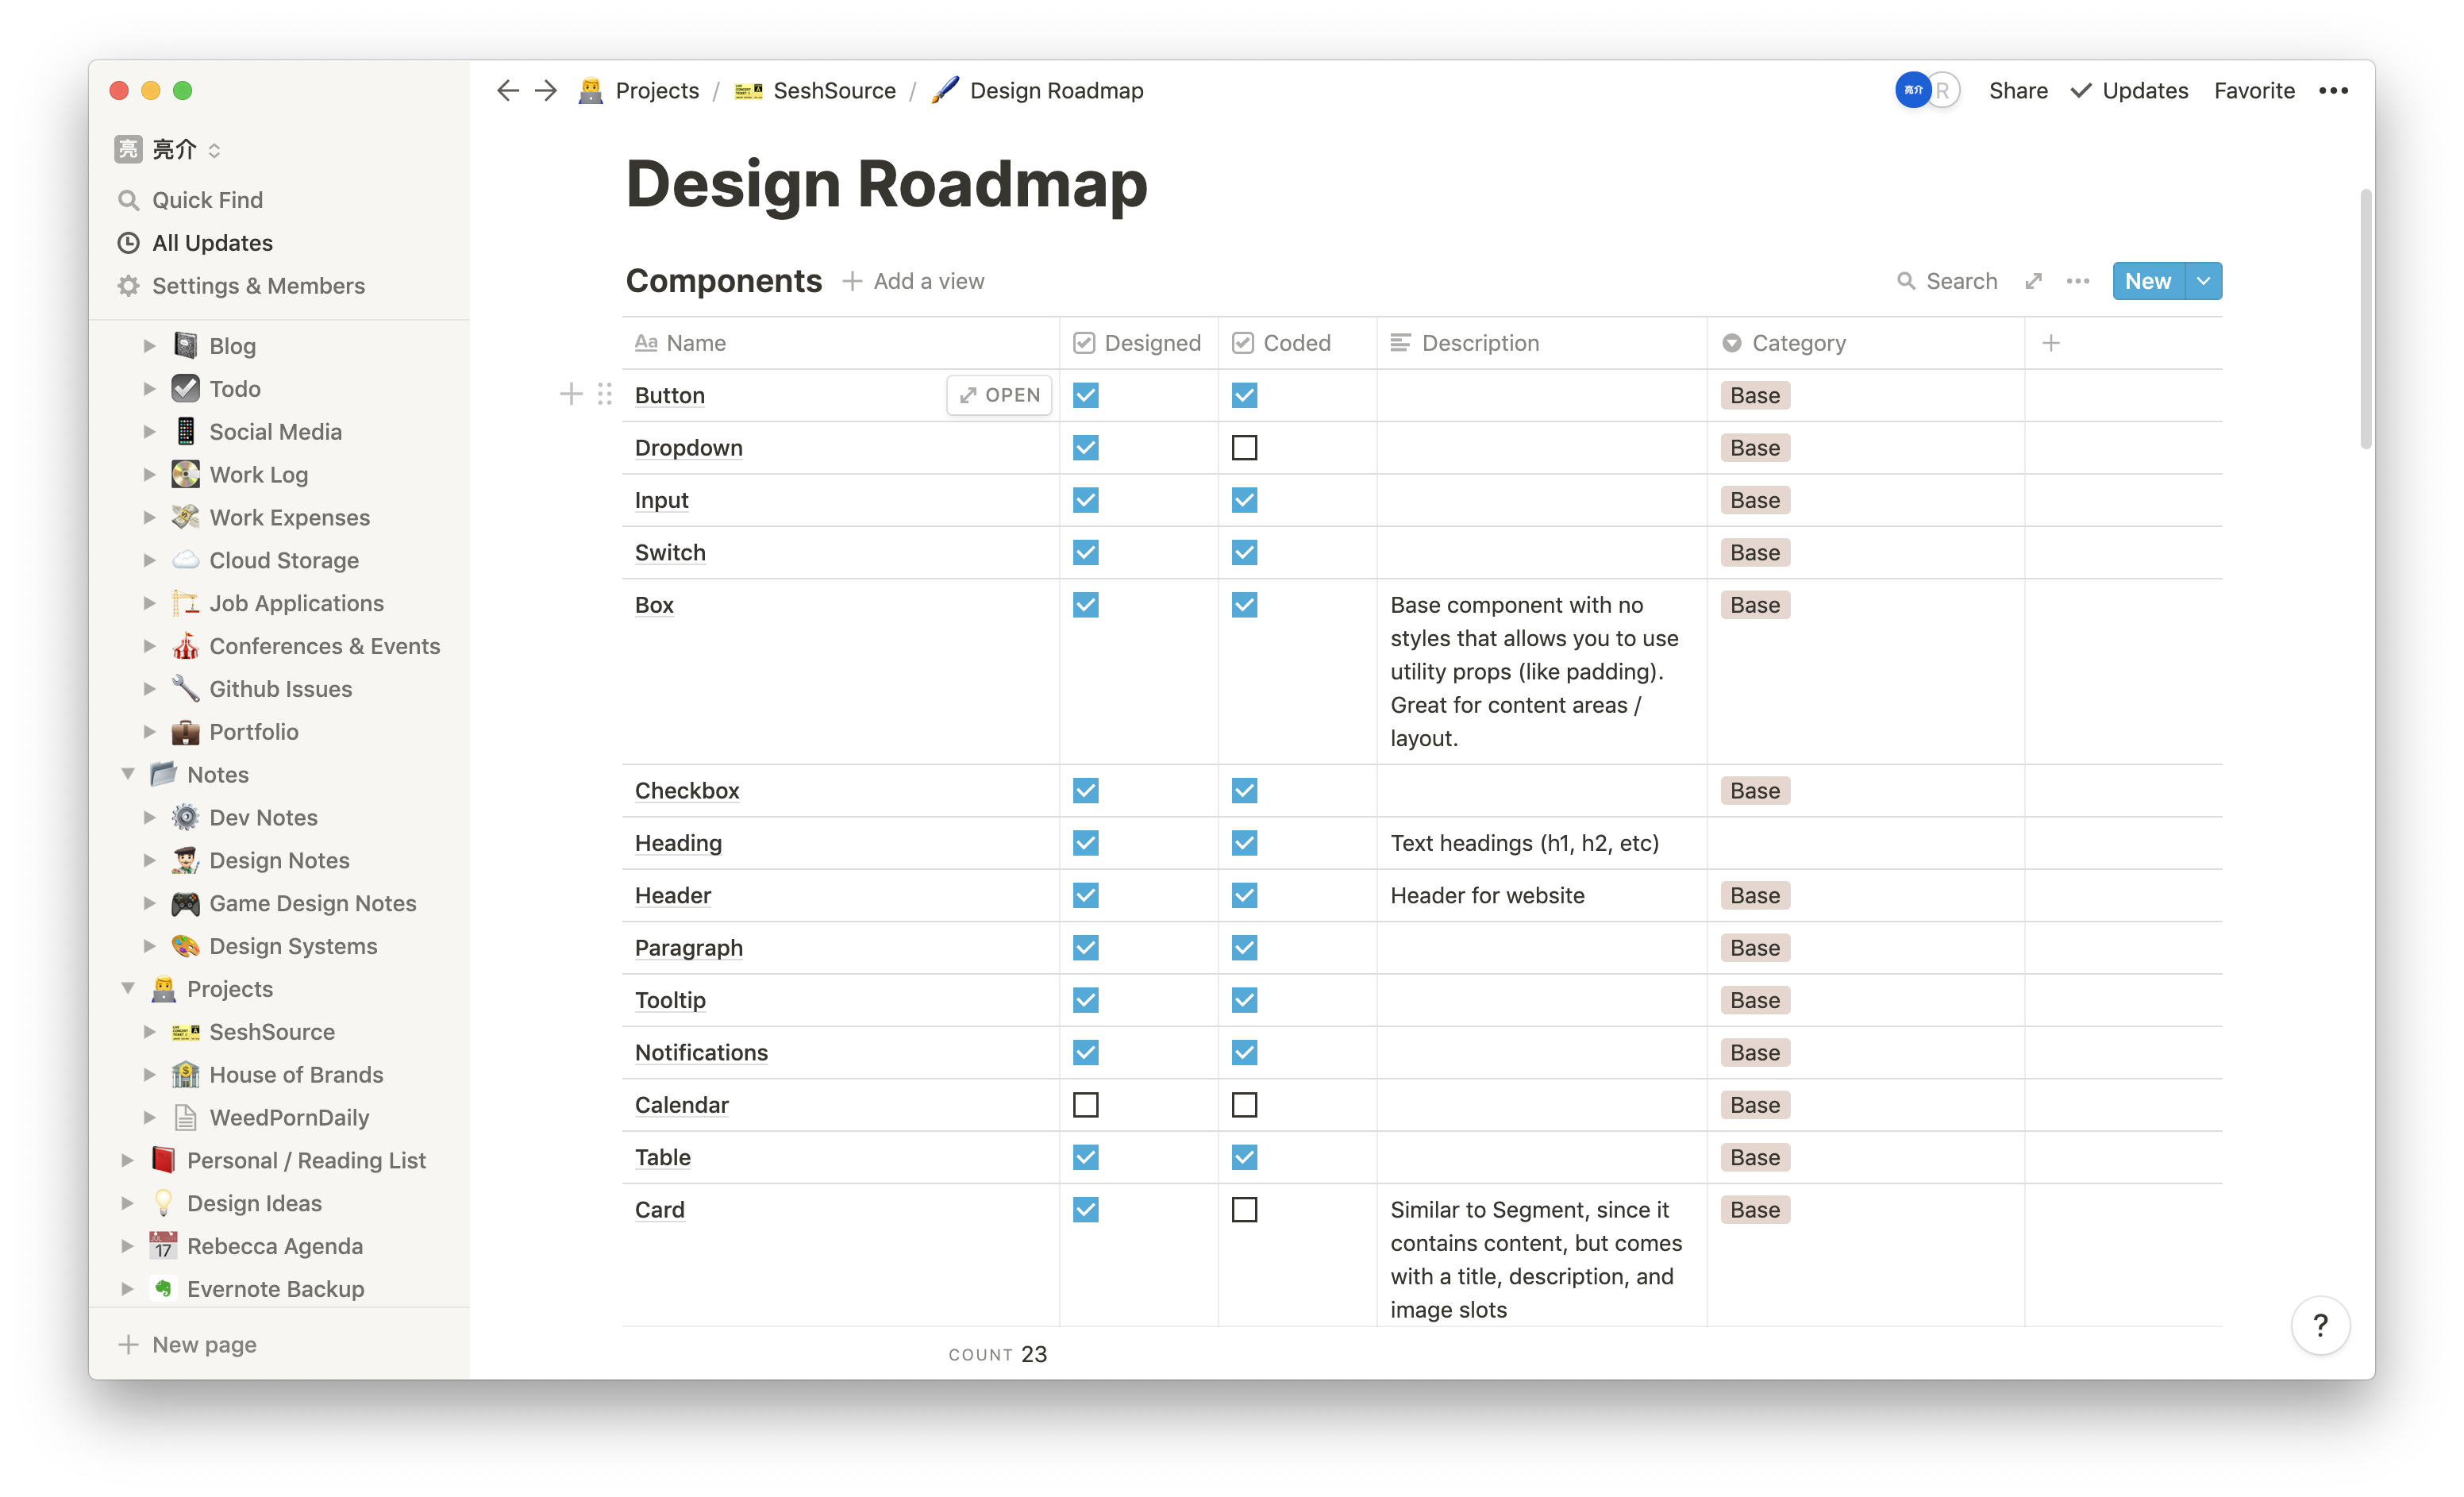 亮 亮介
Quick Find
All Updates
Settings & Members
Blog
Todo
Social Media
Work Log
Work Expenses
Cloud Storage
Job Applications
Conferences & Events
Github Issues
Portfolio
Notes
Dev Notes
Design Notes
Game Design Notes
Design Systems
Projects
SeshSource
House of Brands
WeedPornDaily
Personal / Reading List
Design Ideas
17
Rebecca Agenda
Evernote Backup
New page
Projects / SeshSource / Design Roadmap
亮介 R Share Updates Favorite
Design Roadmap
Components Add a view Search New
Aa Name Designed Coded Description Category
Button OPEN Base
Dropdown Base
Input Base
Switch Base
Box Base component with no Base
styles that allows you to use
utility props (like padding).
Great for content areas /
layout.
Checkbox Base
Heading Text headings (h1, h2, etc)
Header Header for website Base
Paragraph Base
Tooltip Base
Notifications Base
Calendar Base
Table Base
Card Similar to Segment, since it Base
contains content, but comes
with a title, description, and
image slots
COUNT 23
?